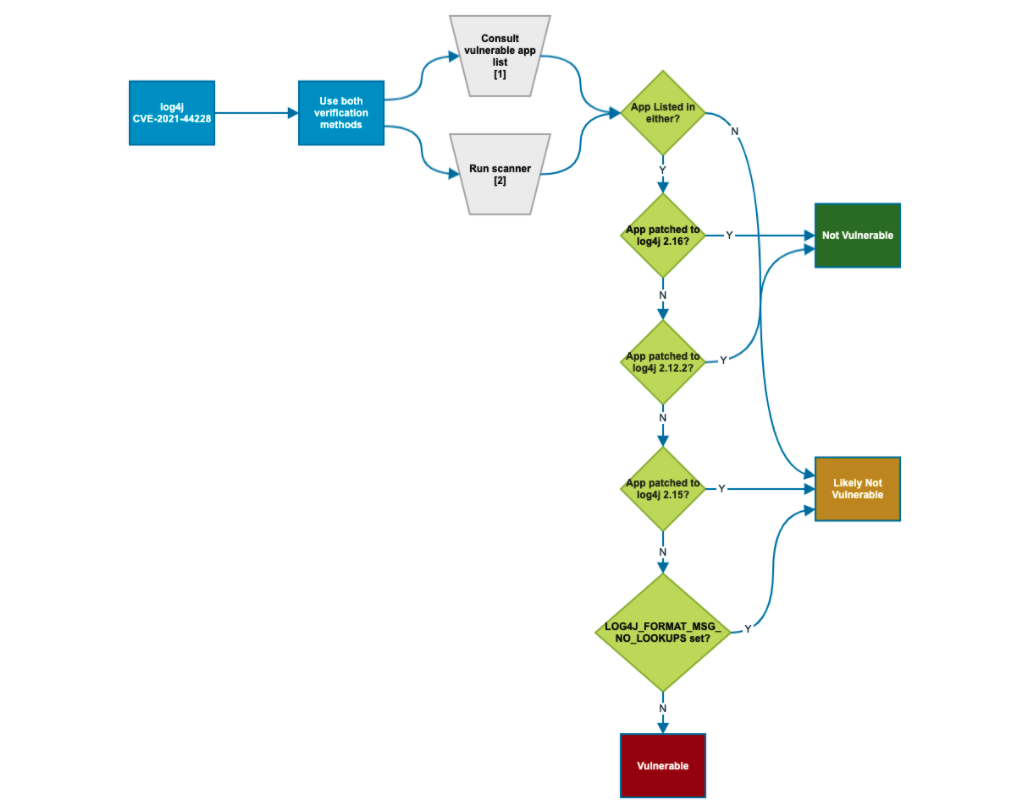 Consult
vulnerable app
list
[1]
log4j
CVE-2021-44228
Use both
verification
methods
App Listed in
either?
N
Run scanner
[2]
Y
App patched to
log4j 2.16?
Y
Not Vulnerable
N
App patched to
log4j 2.12.2?
Y
N
App patched to
log4j 2.15?
Y
Likely Not
Vulnerable
N
LOG4J_FORMAT_MSG_
NO_LOOKUPS set?
Y
N
Vulnerable